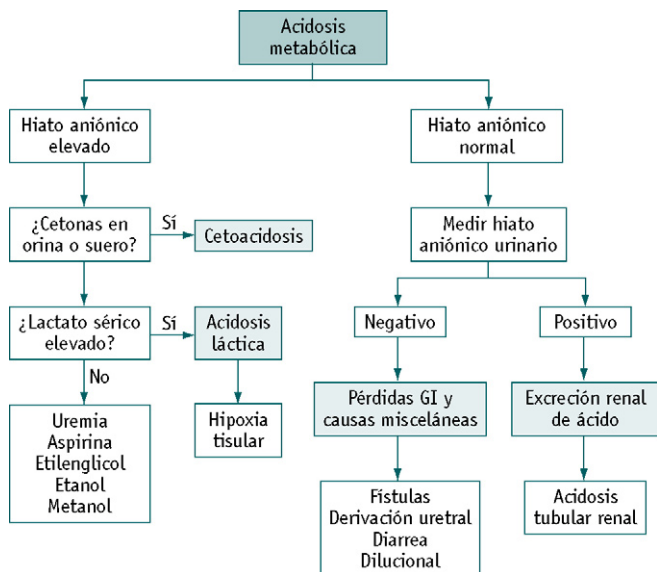 Acidosis
metabólica
Hiato aniónico
elevado
Hiato aniónico
normal
¿Cetonas en
orina o suero?
Sí
Cetoacidosis
Medir hiato
aniónico urinario
¿Lactato sérico
elevado?
Sí
Acidosis
láctica
Negativo
Positivo
No
Uremia
Aspirina
Etilenglicol
Etanol
Metanol
Hipoxia
tisular
Pérdidas GI y
causas misceláneas
Excreción renal
de ácido
Fístulas
Derivación uretral
Diarrea
Dilucional
Acidosis
tubular renal